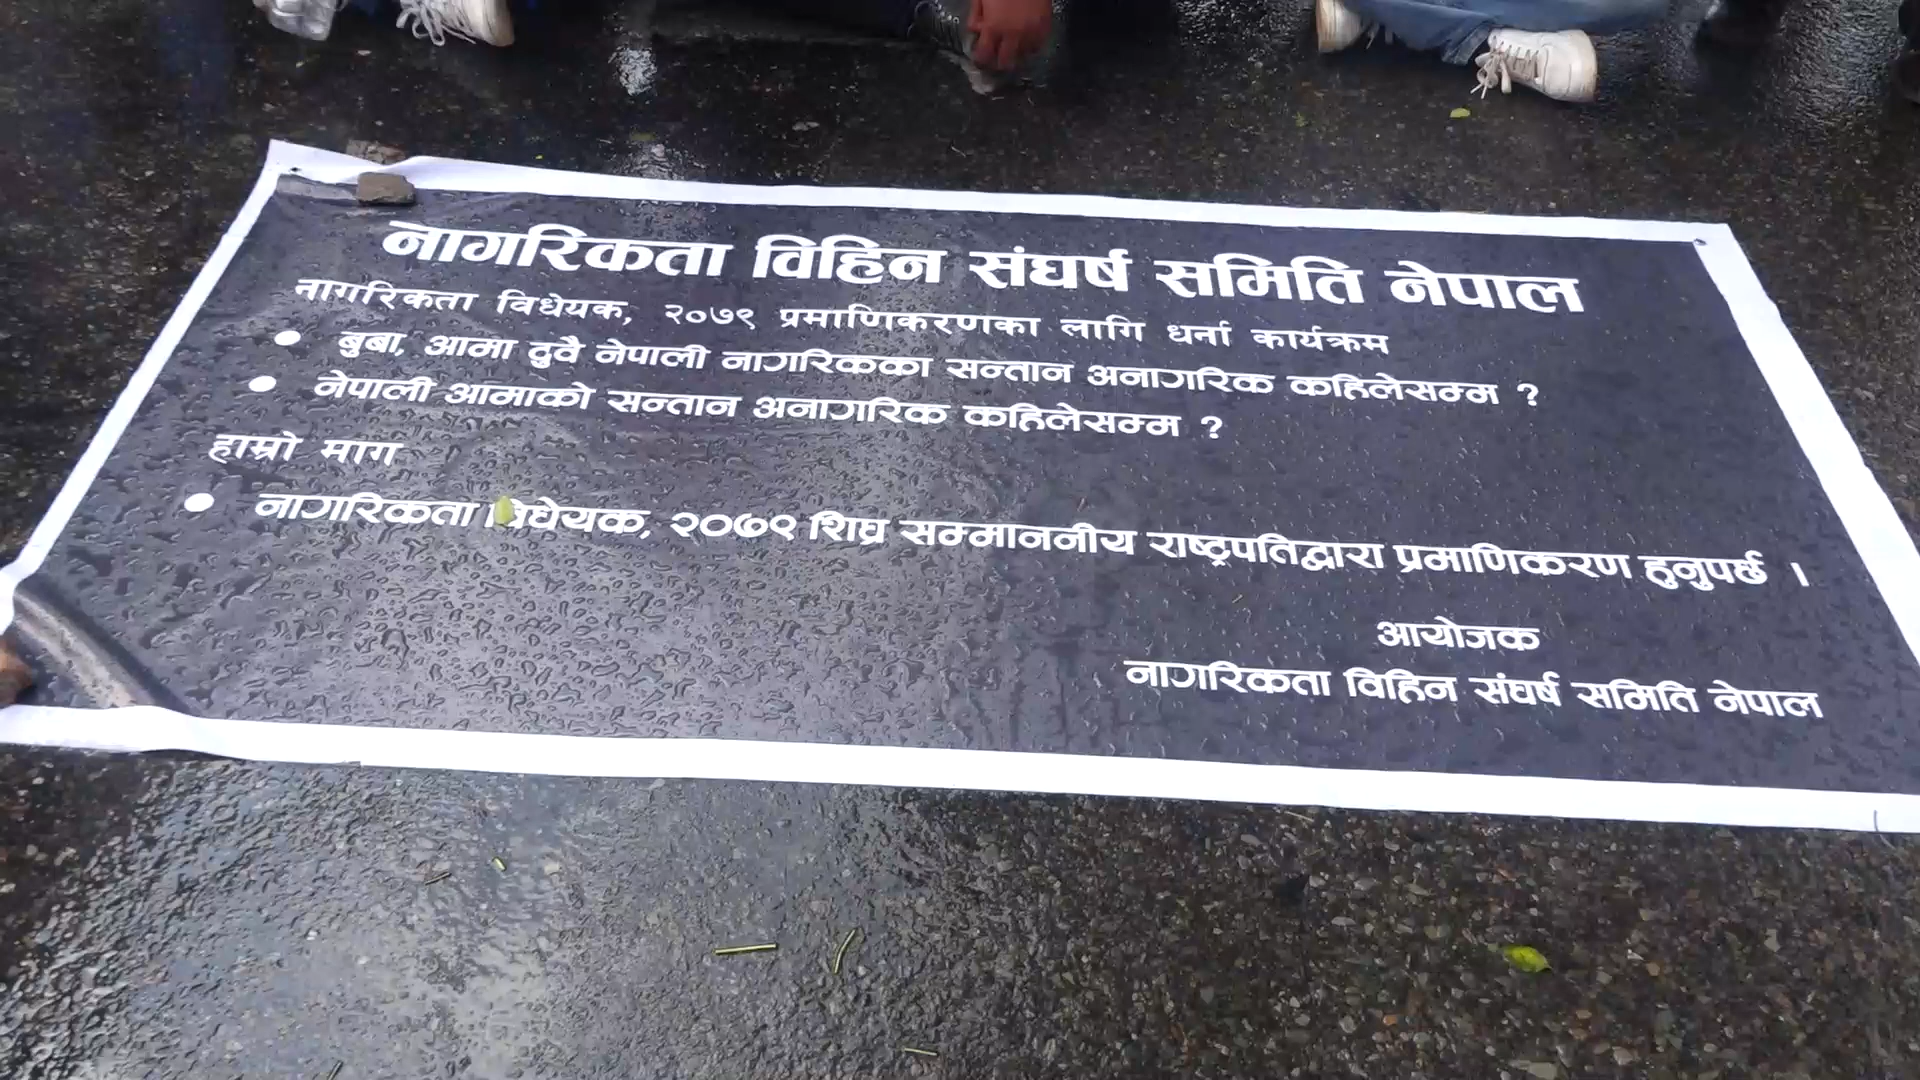 नागरिकता विहिन संघर्ष समिति नेपाल
नागरिकता विधेयक, २०७९ प्रमाणिकरणका लागि धर्ना कार्यक्रम
● बुबा, आमा दुवै नेपाली नागरिकका सन्तान अनागरिक कहिलेसम्म ?
● नेपाली आमाको सन्तान अनागरिक कहिलेसम्म ?
हाम्रो माग
● नागरिकता विधेयक, २०७९ शिघ्र सम्माननीय राष्ट्रपतिद्वारा प्रमाणिकरण हुनुपर्छ ।
आयोजक
नागरिकता विहिन संघर्ष समिति नेपाल